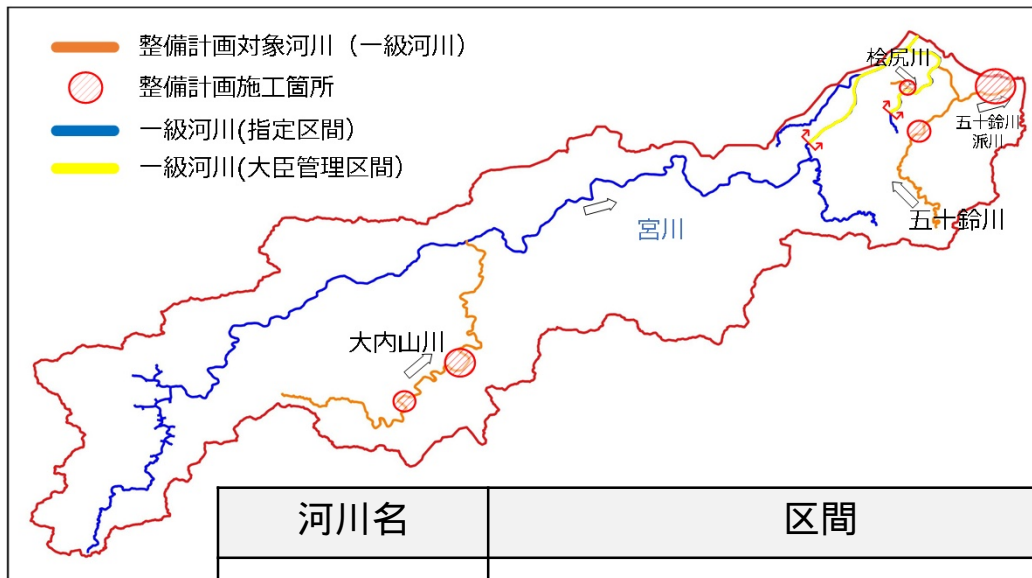 整備計画対象河川（一級河川）
整備計画施工箇所
一級河川(指定区間）
一級河川(大臣管理区間）
桧尻川
五十鈴川
派川
五十鈴川
宮川
大内山川
河川名
区間